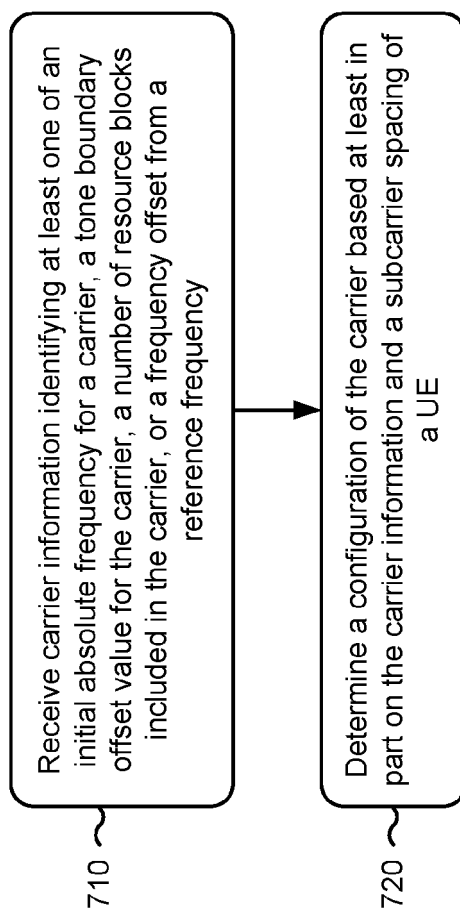 710
Receive carrier information identifying at least one of an
initial absolute frequency for a carrier, a tone boundary
offset value for the carrier, a number of resource blocks
included in the carrier, or a frequency offset from a
reference frequency
720
Determine a configuration of the carrier based at least in
part on the carrier information and a subcarrier spacing of
a UE